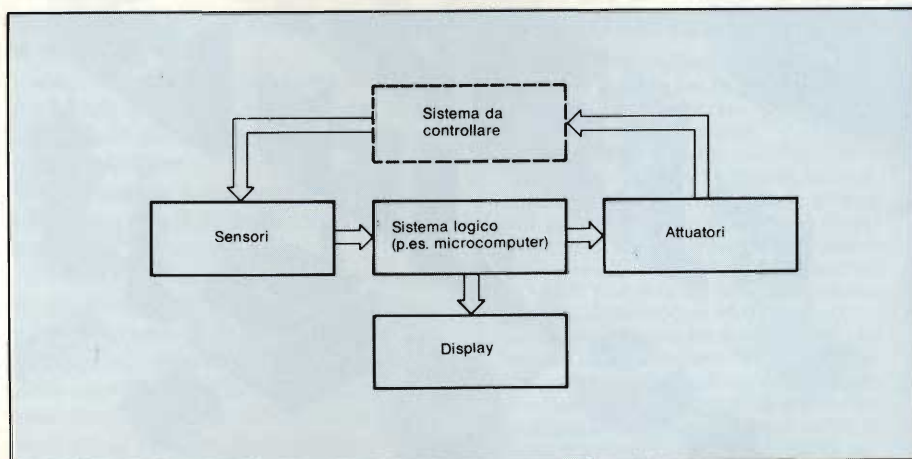 Sistema da
controllare
Sensori
Sistema logico
(p.es. microcomputer)
Attuatori
Display